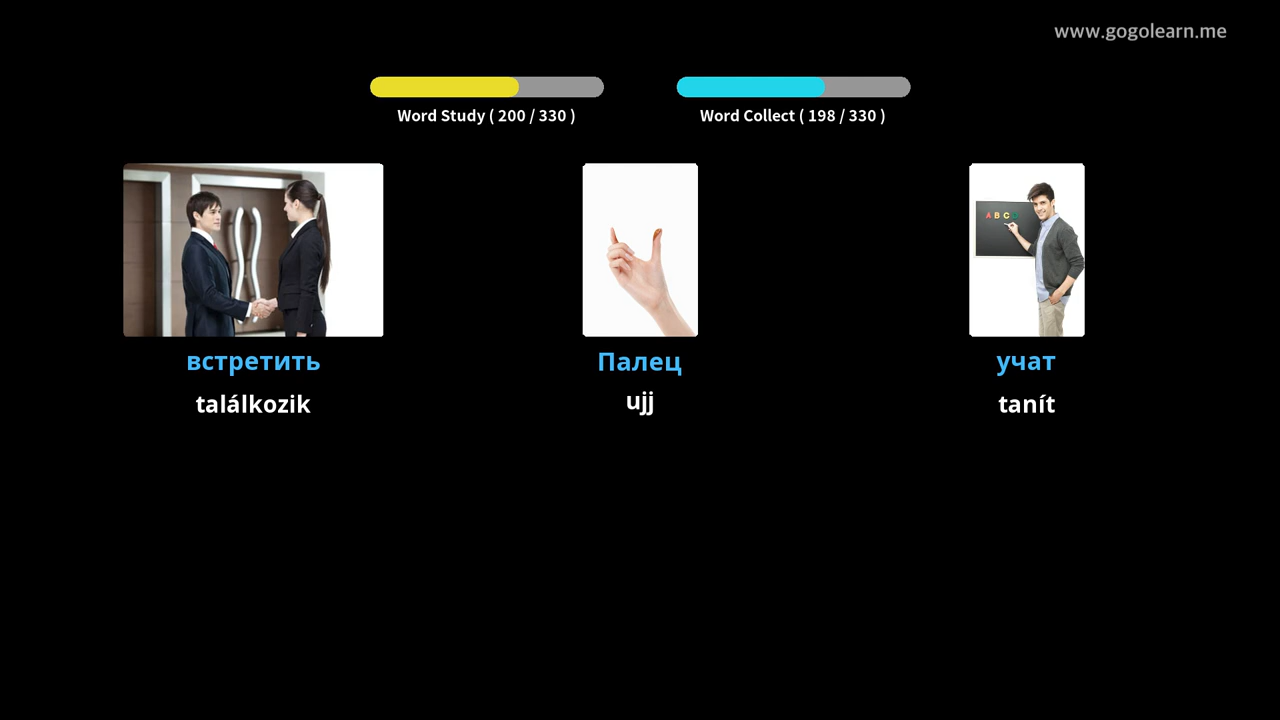 www.gogolearn.me
Word Study ( 200 / 330 )
Word Collect ( 198 / 330 )
A B C
встретить
Палец
учат
találkozik
ujj
tanít